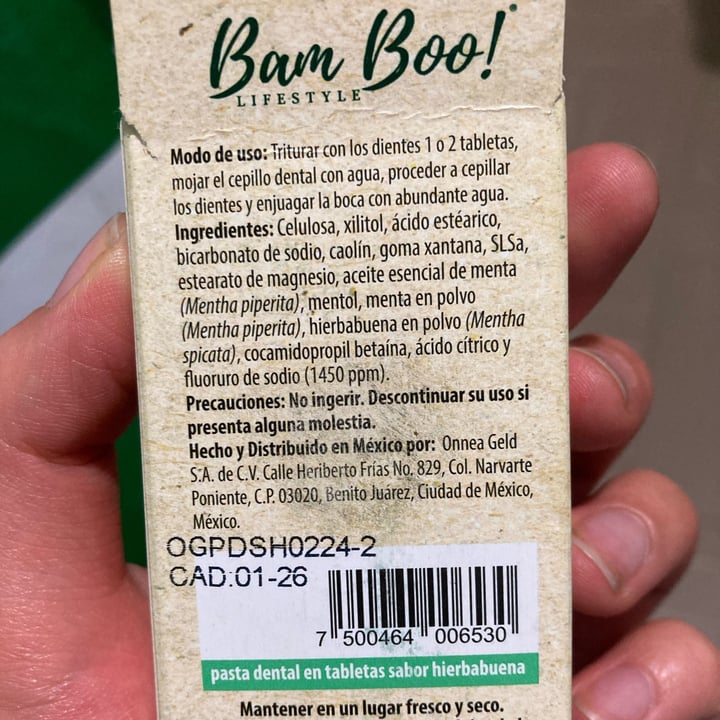 Bam Boo!
LIFESTYLE
Modo de uso: Triturar con los dientes 1 o 2 tabletas,
mojar el cepillo dental con agua, proceder a cepillar
los dientes y enjuagar la boca con abundante agua.
Ingredientes: Celulosa, xilitol, ácido estéarico,
bicarbonato de sodio, caolín, goma xantana, SLSa,
estearato de magnesio, aceite esencial de menta
(Mentha piperita), mentol, menta en polvo
(Mentha piperita), hierbabuena en polvo (Mentha
spicata), cocamidopropil betaína, ácido cítrico y
fluoruro de sodio (1450 ppm).
Precauciones: No ingerir. Descontinuar su uso si
presenta alguna molestia.
Hecho y Distribuido en México por: Onnea Geld
S.A. de C.V. Calle Heriberto Frías No. 829, Col. Narvarte
Poniente, C.P. 03020, Benito Juárez, Ciudad de México,
México.
OGPDSH0224-2
CAD:01-26
7 500464 006530
pasta dental en tabletas sabor hierbabuena
Mantener en un lugar fresco y seco.